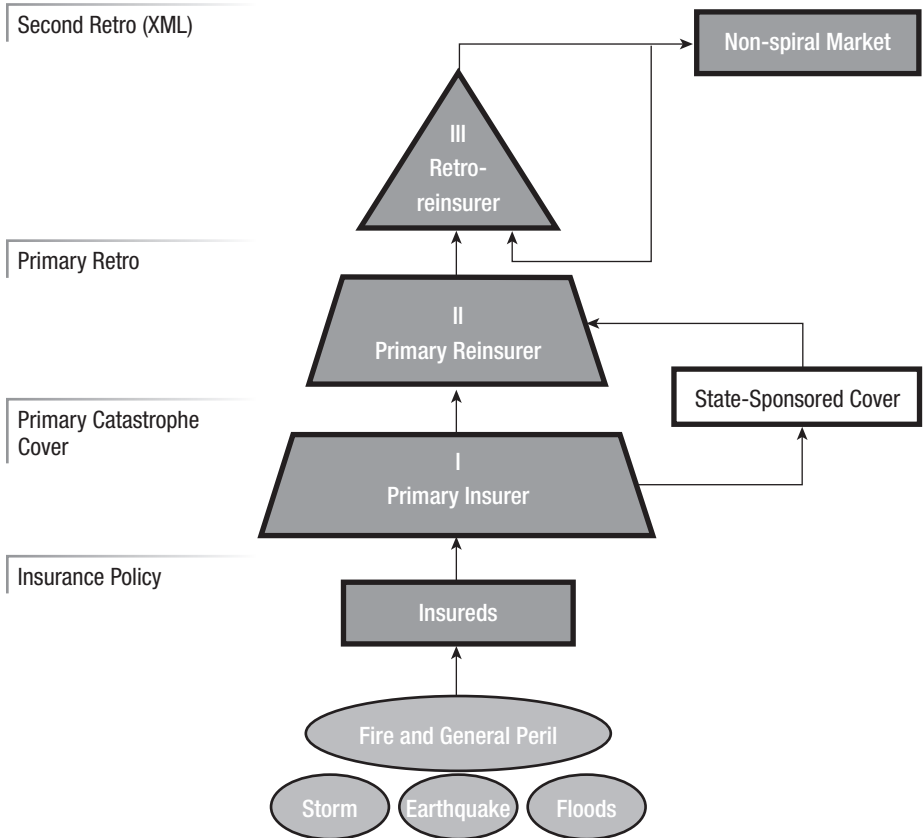 Second Retro (XML)
Non-spiral Market
III
Retro-
reinsurer
Primary Retro
II
Primary Reinsurer
State-Sponsored Cover
Primary Catastrophe
Cover
I
Primary Insurer
Insurance Policy
Insureds
Fire and General Peril
Storm
Earthquake
Floods